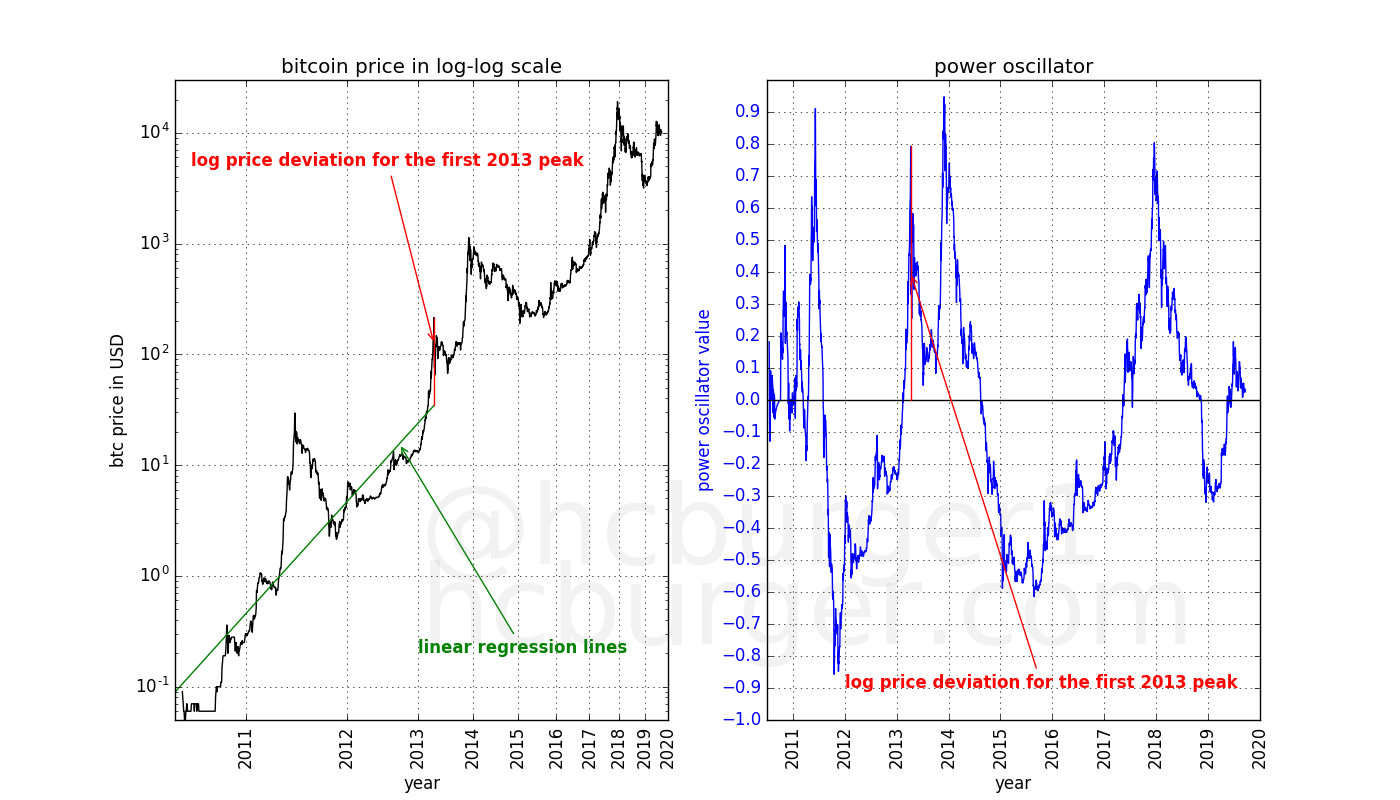 bitcoin price in log-log scale
log price deviation for the first 2013 peak
linear regression lines
btc price in USD
10^4
10^3
10^2
10^1
10^0
10^-1
2011 2012 2013 2014 2015 2016 2017 2018 2019 2020
year
power oscillator
power oscillator value
0.9
0.8
0.7
0.6
0.5
0.4
0.3
0.2
0.1
0.0
−0.1
−0.2
−0.3
−0.4
−0.5
−0.6
−0.7
−0.8
−0.9
−1.0
log price deviation for the first 2013 peak
2011 2012 2013 2014 2015 2016 2017 2018 2019 2020
year
@hcburger1
hcburger.com